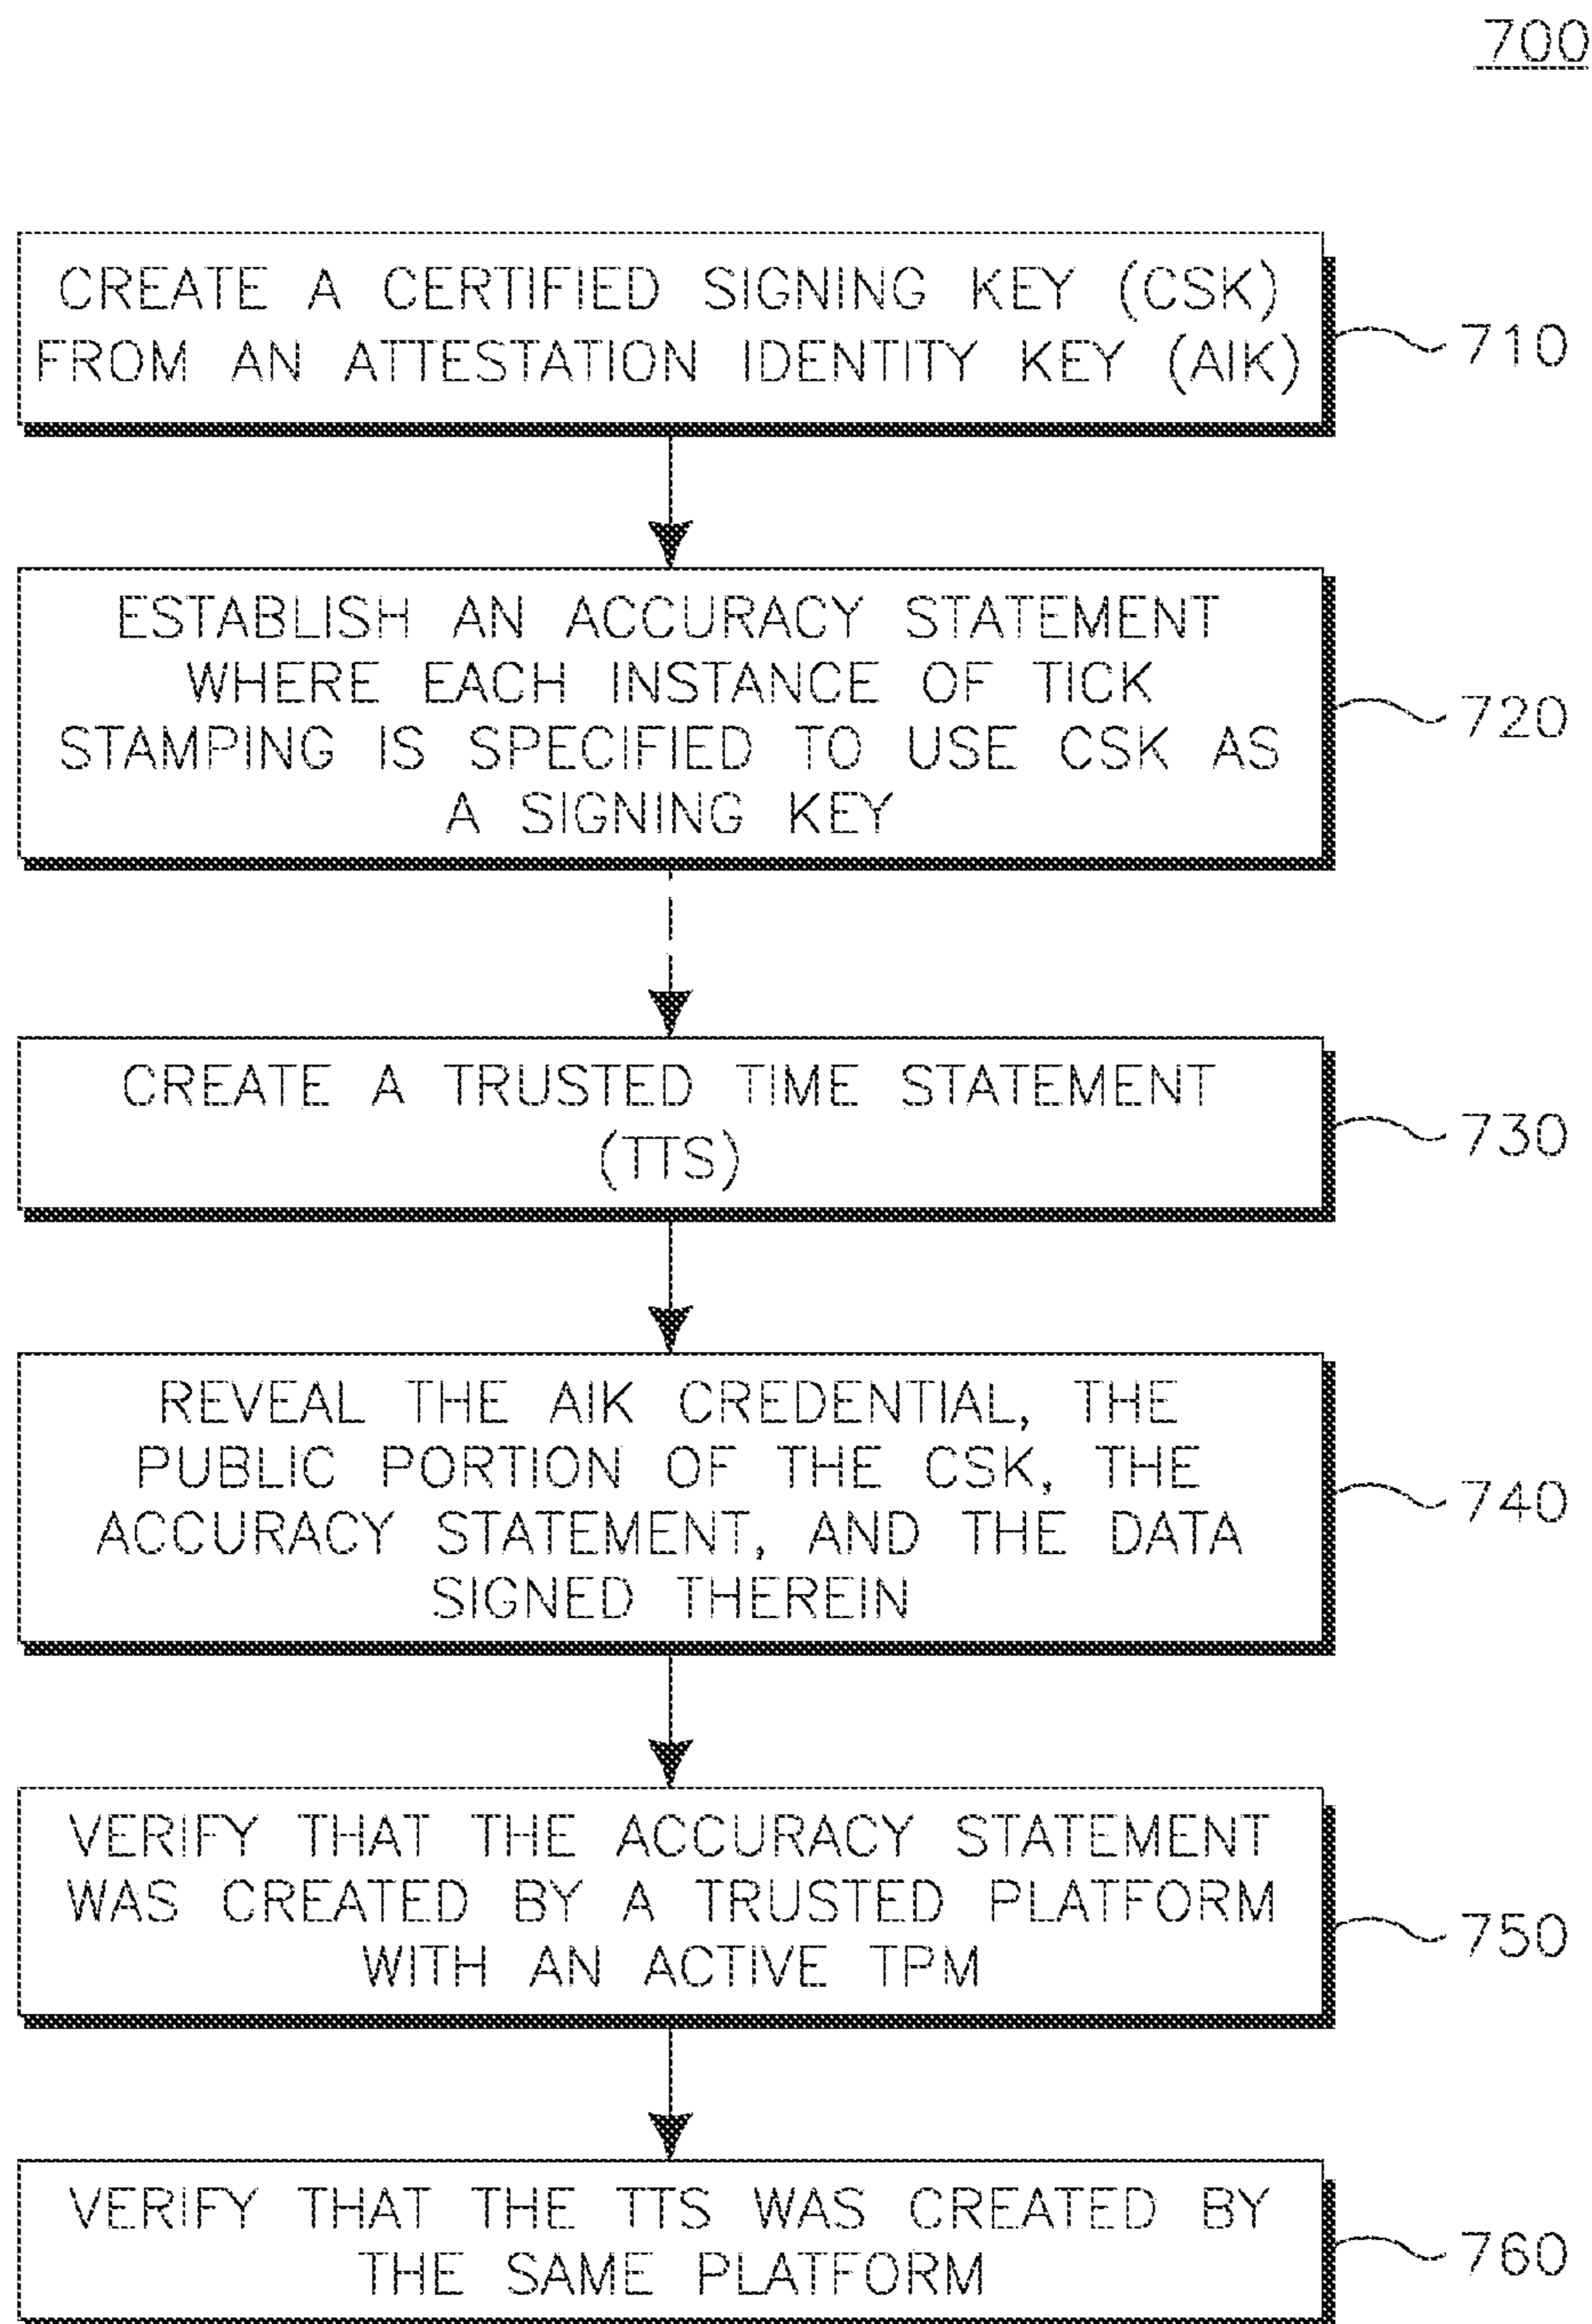 700
CREATE A CERTIFIED SIGNING KEY (CSK)
FROM AN ATTESTATION IDENTITY KEY (AIK)
710
ESTABLISH AN ACCURACY STATEMENT
WHERE EACH INSTANCE OF TICK
STAMPING IS SPECIFIED TO USE CSK AS
A SIGNING KEY
720
CREATE A TRUSTED TIME STATEMENT
(TTS)
730
REVEAL THE AIK CREDENTIAL, THE
PUBLIC PORTION OF THE CSK, THE
ACCURACY STATEMENT, AND THE DATA
SIGNED THEREIN
740
VERIFY THAT THE ACCURACY STATEMENT
WAS CREATED BY A TRUSTED PLATFORM
WITH AN ACTIVE TPM
750
VERIFY THAT THE TTS WAS CREATED BY
THE SAME PLATFORM
760